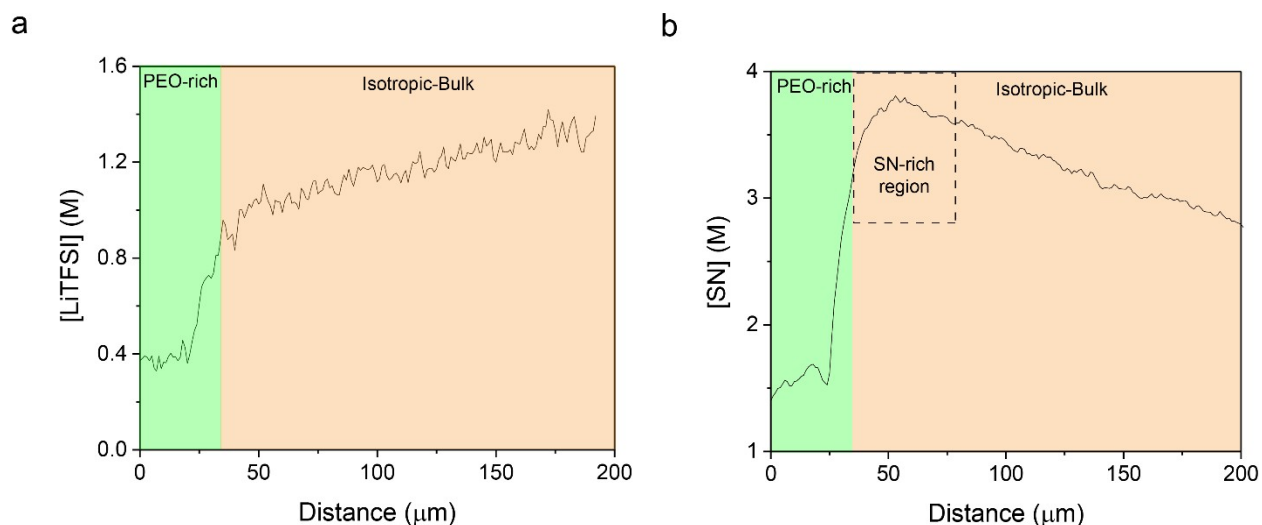 a
PEO-rich
Isotropic-Bulk
1.6
1.2
0.8
0.4
0.0
[LiTFSI] (M)
0
50
100
150
200
Distance (μm)
b
PEO-rich
Isotropic-Bulk
SN-rich
region
4
3
2
1
[SN] (M)
0
50
100
150
200
Distance (μm)